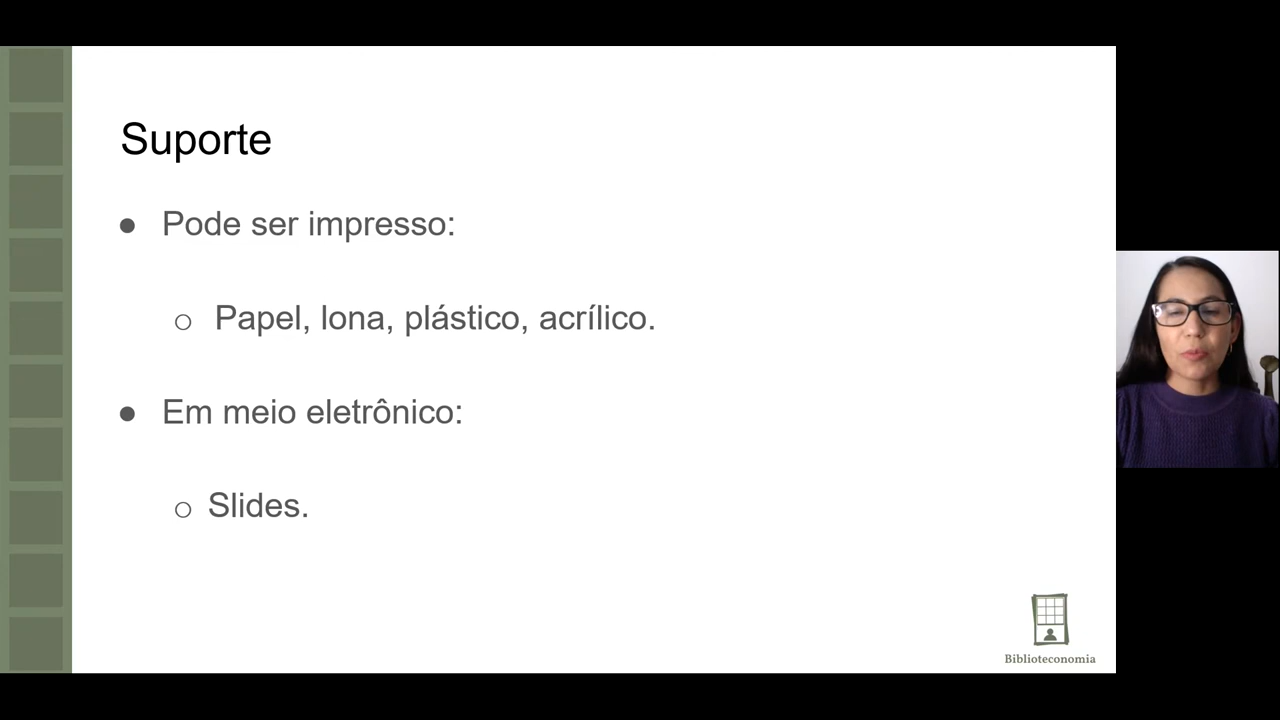 Suporte
● Pode ser impresso:
○ Papel, lona, plástico, acrílico.
● Em meio eletrônico:
○ Slides.
Biblioteconomia